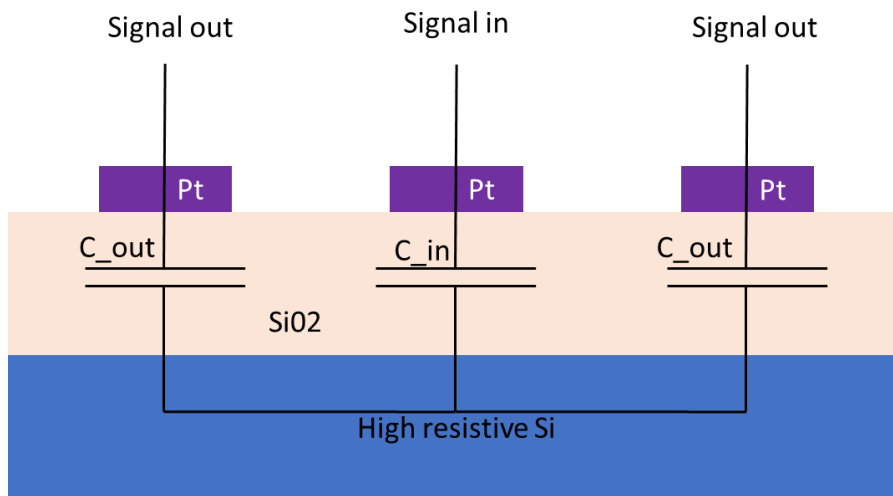 Signal out
Signal in
Signal out
Pt
Pt
Pt
C_out
C_in
C_out
Si02
High resistive Si